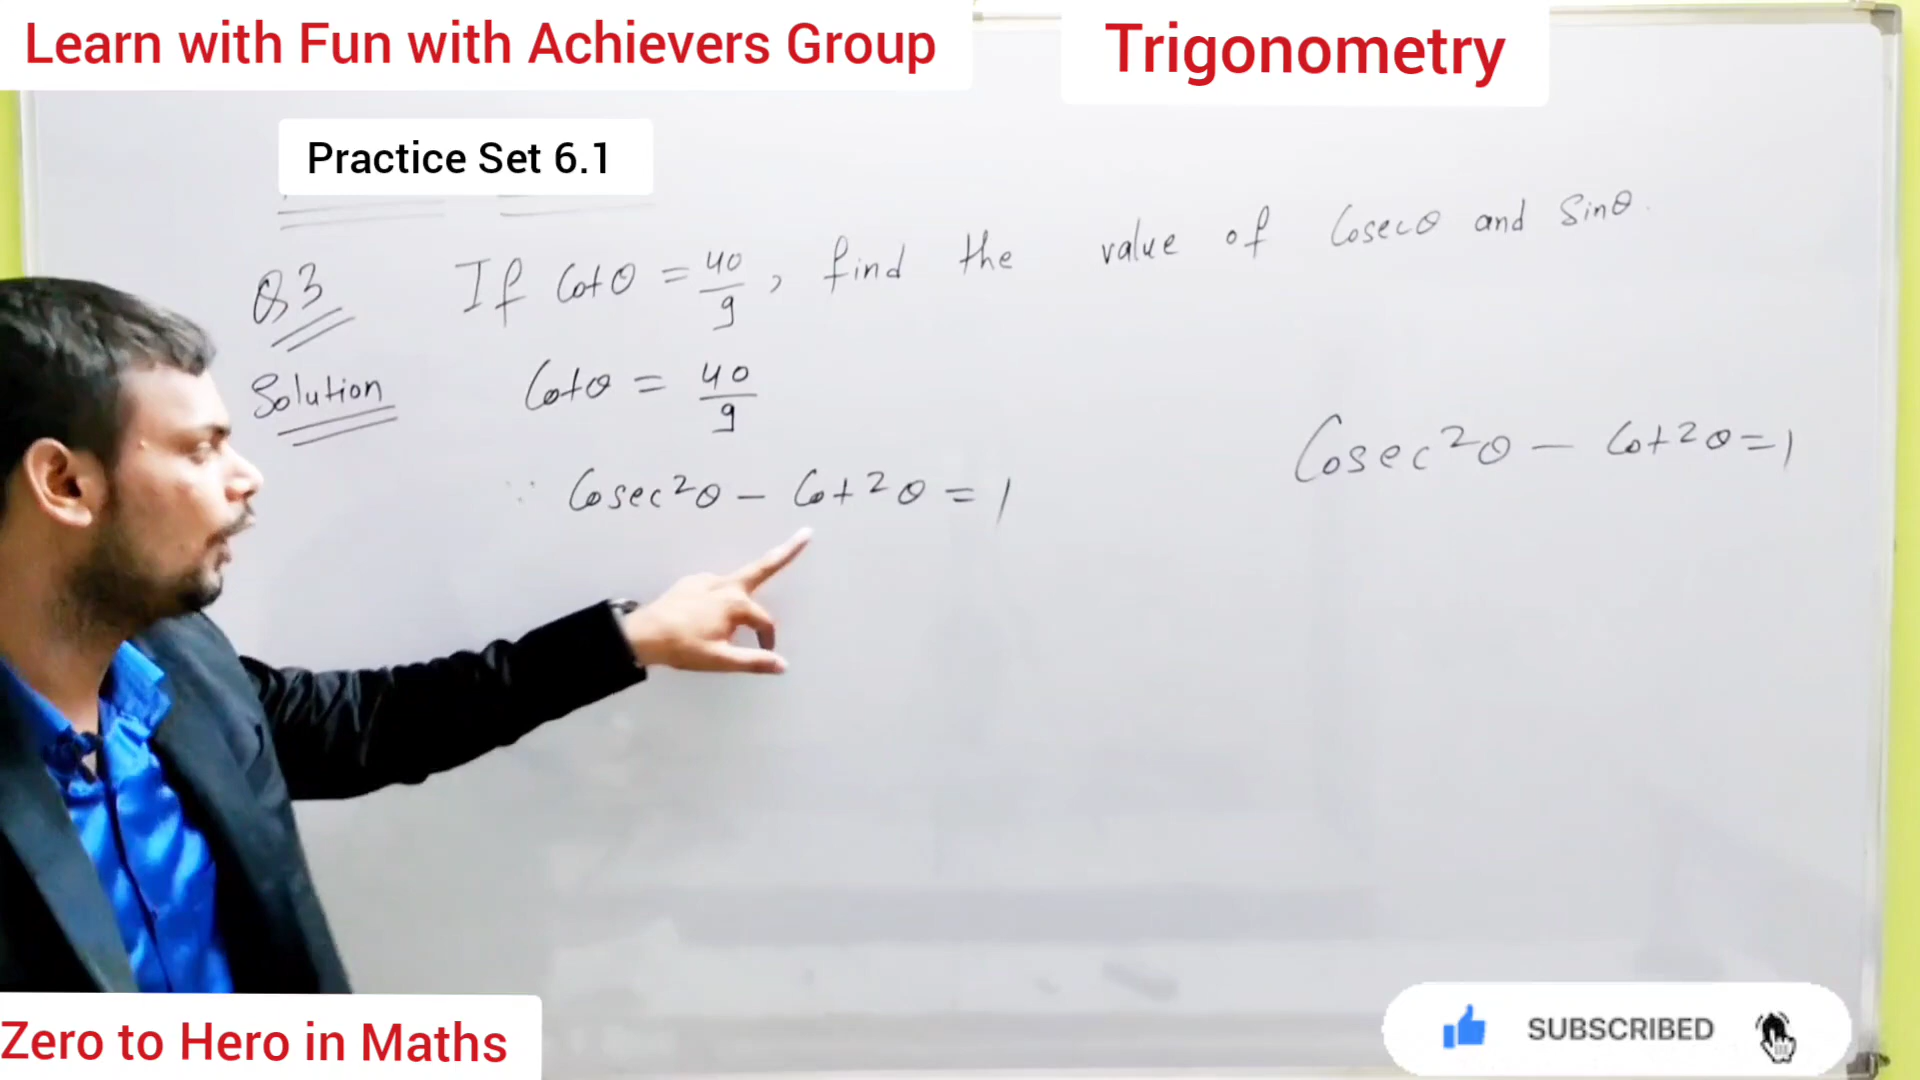 Learn with Fun with Achievers Group
Trigonometry
Practice Set 6.1
Q3 If Cotθ = 40/9, find the value of Cosecθ and Sinθ.
Solution Cotθ = 40/9
∵ Cosec²θ − Cot²θ = 1
Cosec²θ − Cot²θ = 1
Zero to Hero in Maths
SUBSCRIBED